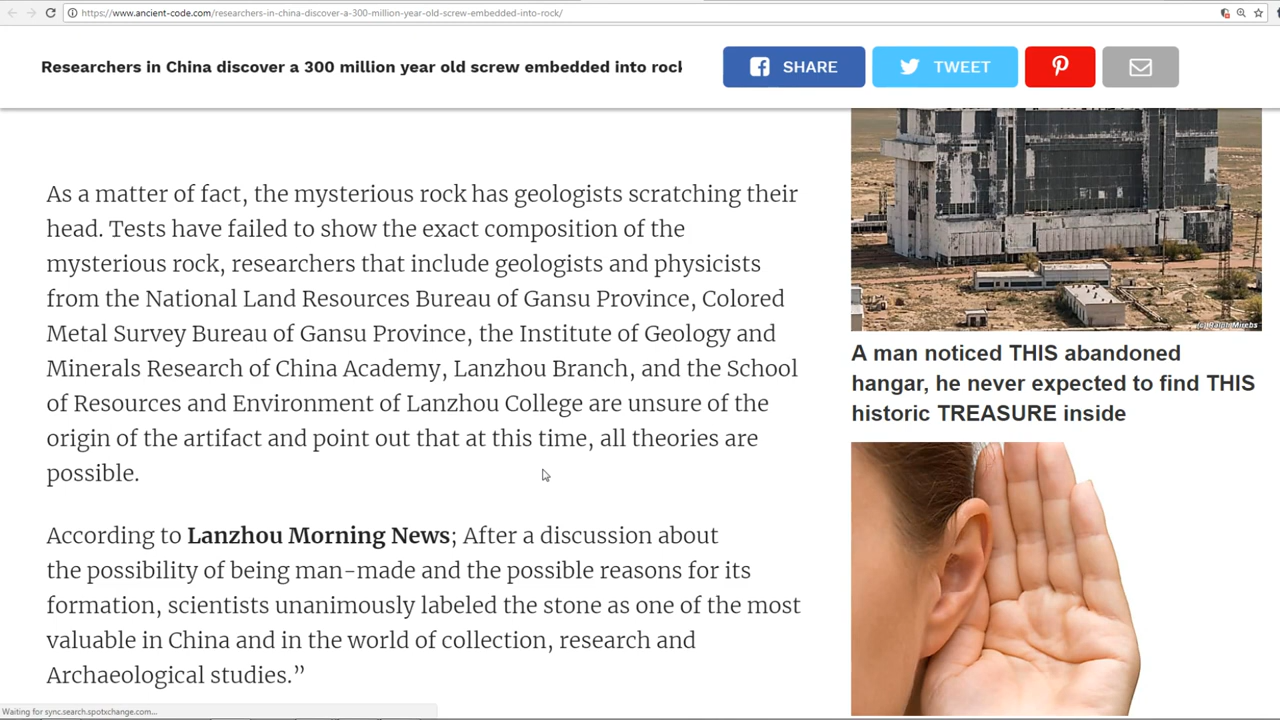 https://www.ancient-code.com/researchers-in-china-discover-a-300-million-year-old-screw-embedded-into-rock/
Researchers in China discover a 300 million year old screw embedded into rock
SHARE
TWEET
As a matter of fact, the mysterious rock has geologists scratching their
head. Tests have failed to show the exact composition of the
mysterious rock, researchers that include geologists and physicists
from the National Land Resources Bureau of Gansu Province, Colored
Metal Survey Bureau of Gansu Province, the Institute of Geology and
Minerals Research of China Academy, Lanzhou Branch, and the School
of Resources and Environment of Lanzhou College are unsure of the
origin of the artifact and point out that at this time, all theories are
possible.
According to Lanzhou Morning News; After a discussion about
the possibility of being man-made and the possible reasons for its
formation, scientists unanimously labeled the stone as one of the most
valuable in China and in the world of collection, research and
Archaeological studies.”
(c) Ralph Mirebs
A man noticed THIS abandoned
hangar, he never expected to find THIS
historic TREASURE inside
Waiting for sync.search.spotxchange.com...